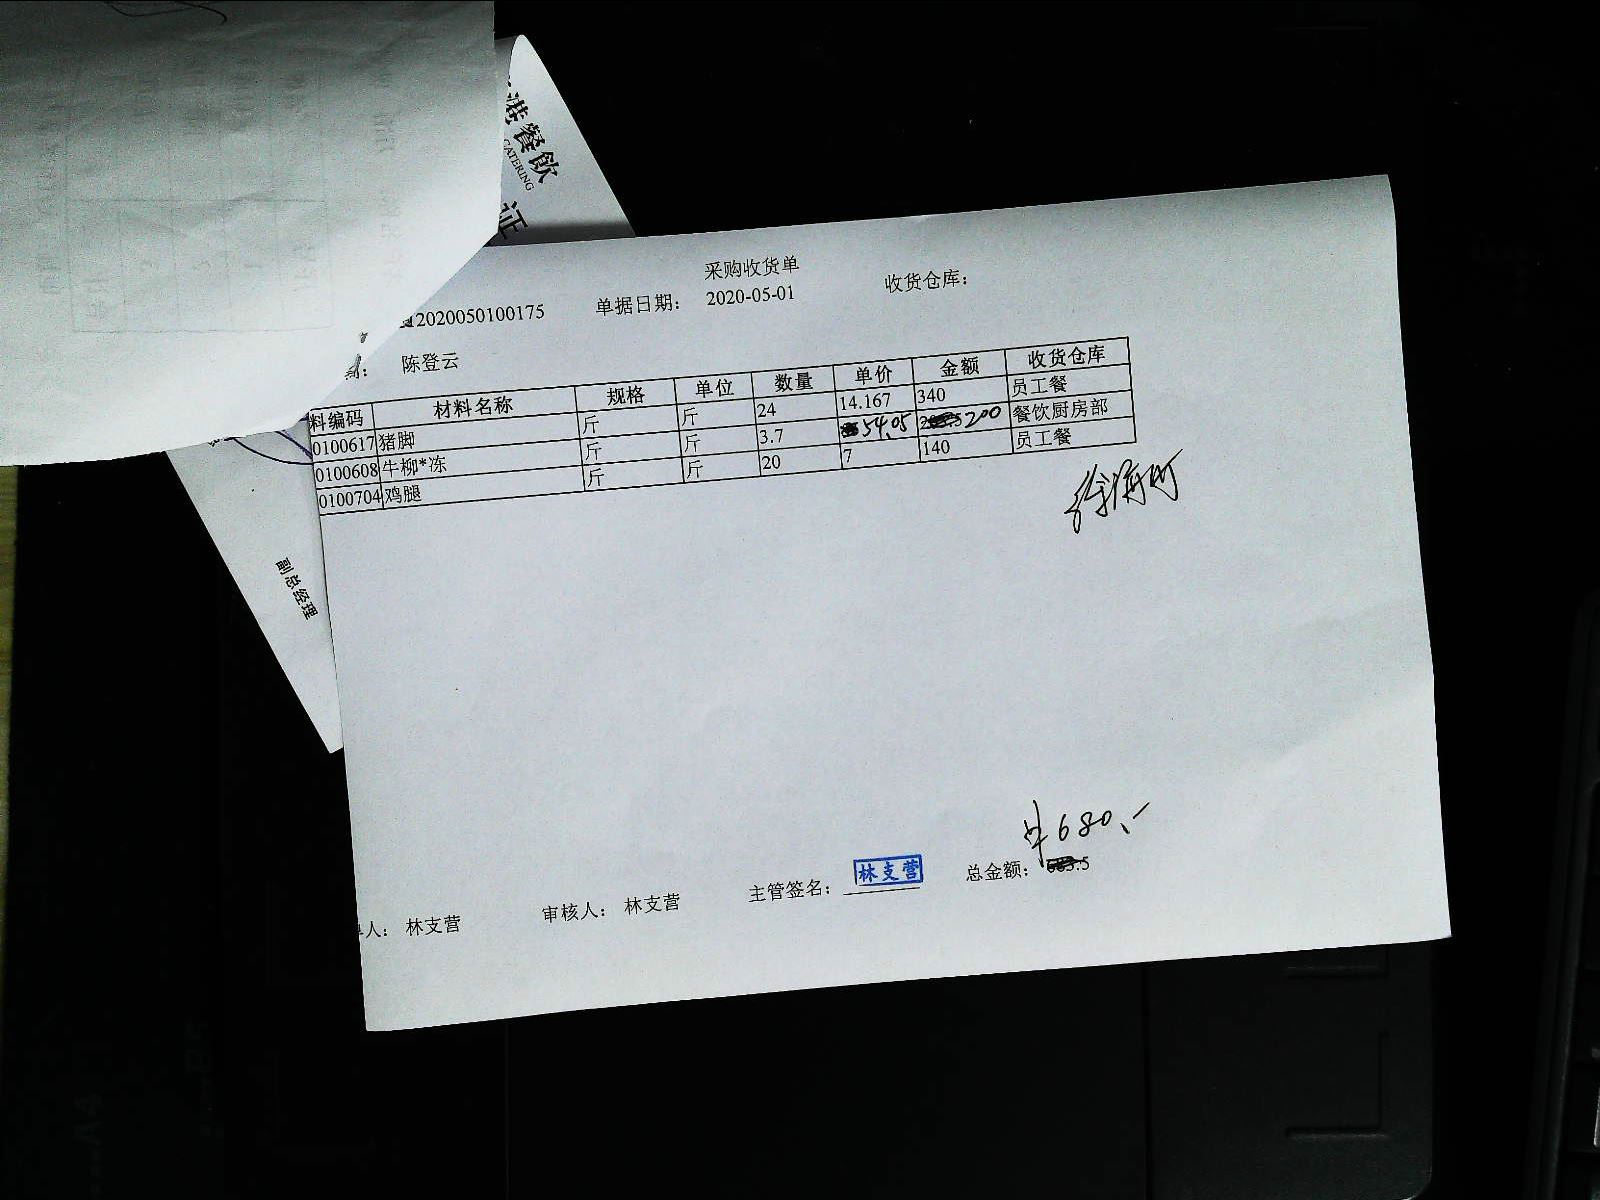 港餐饮
CATERING
证
采购收货单
2020050100175 单据日期： 2020-05-01 收货仓库：
陈登云
料编码 材料名称 规格 单位 数量 单价 金额 收货仓库
0100617 猪脚 斤 斤 24 14.167 340 员工餐
0100608 牛柳*冻 斤 斤 3.7 54.05 200 餐饮厨房部
0100704 鸡腿 斤 斤 20 7 140 员工餐
副总经理
¥680.-
人： 林支营 审核人： 林支营 主管签名： 林支营 总金额：